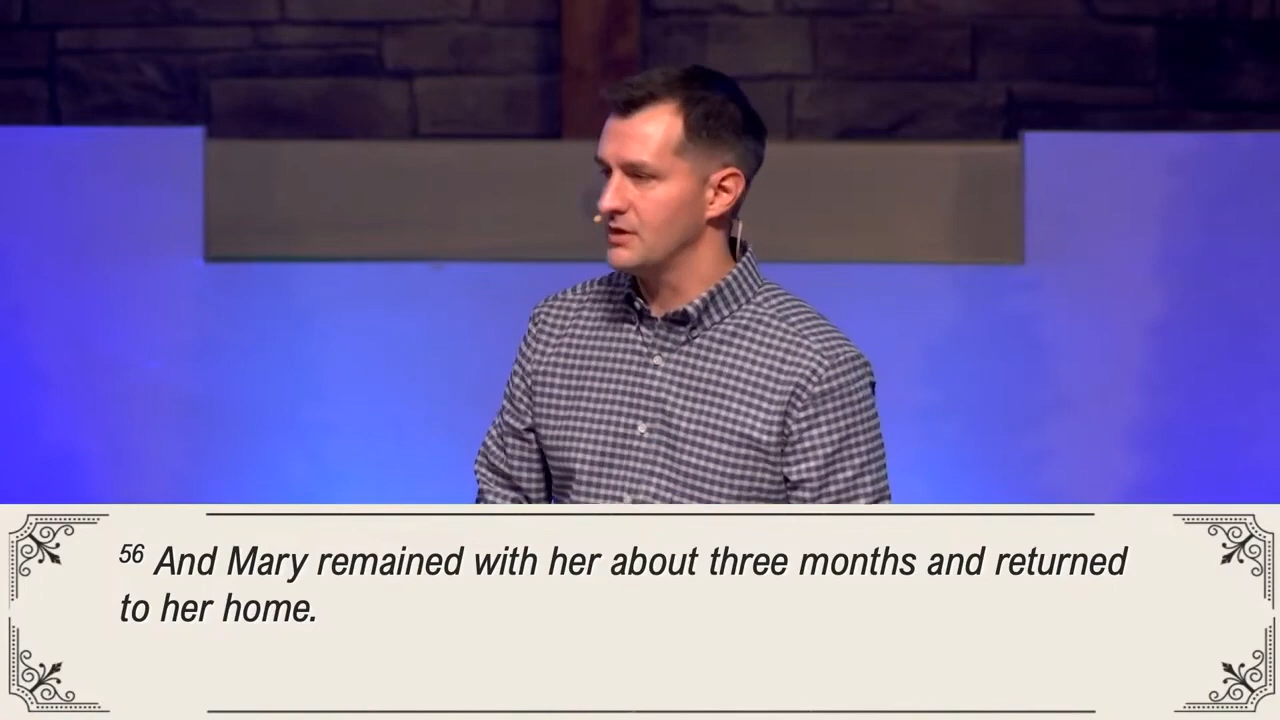 56 And Mary remained with her about three months and returned
to her home.